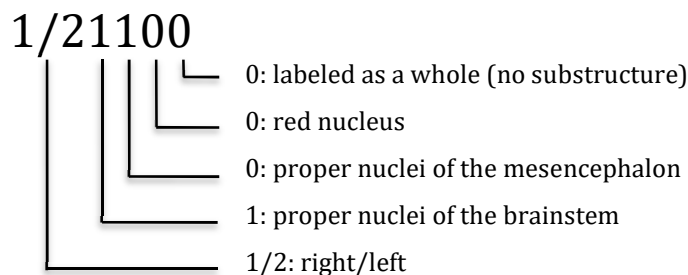 1/21100
0: labeled as a whole (no substructure)
0: red nucleus
0: proper nuclei of the mesencephalon
1: proper nuclei of the brainstem
1/2: right/left